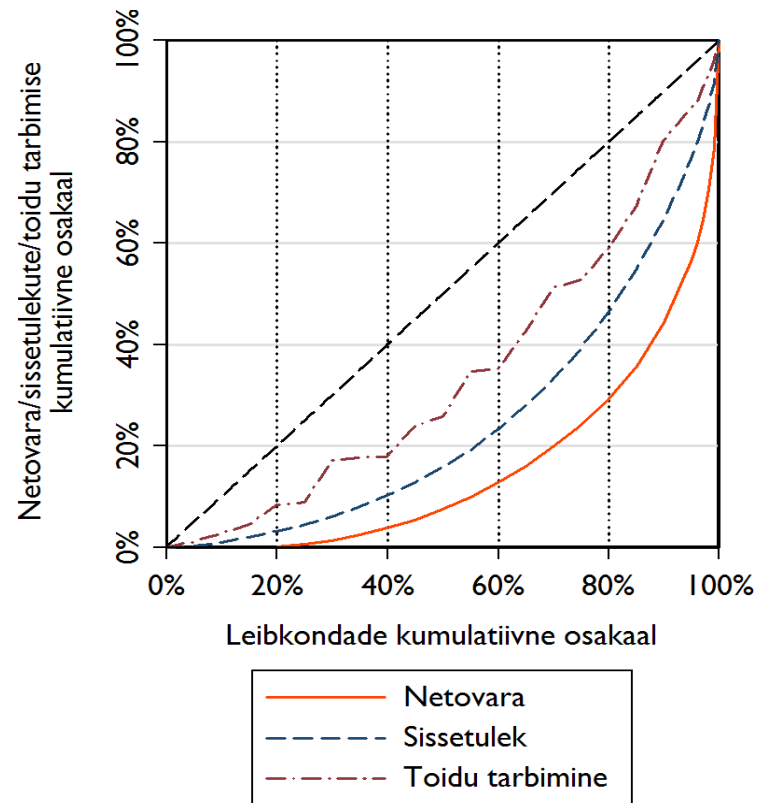 Netovara/sissetulekute/toidu tarbimise
kumulatiivne osakaal
100%
80%
60%
40%
20%
0%
0% 20% 40% 60% 80% 100%
Leibkondade kumulatiivne osakaal
Netovara
Sissetulek
Toidu tarbimine